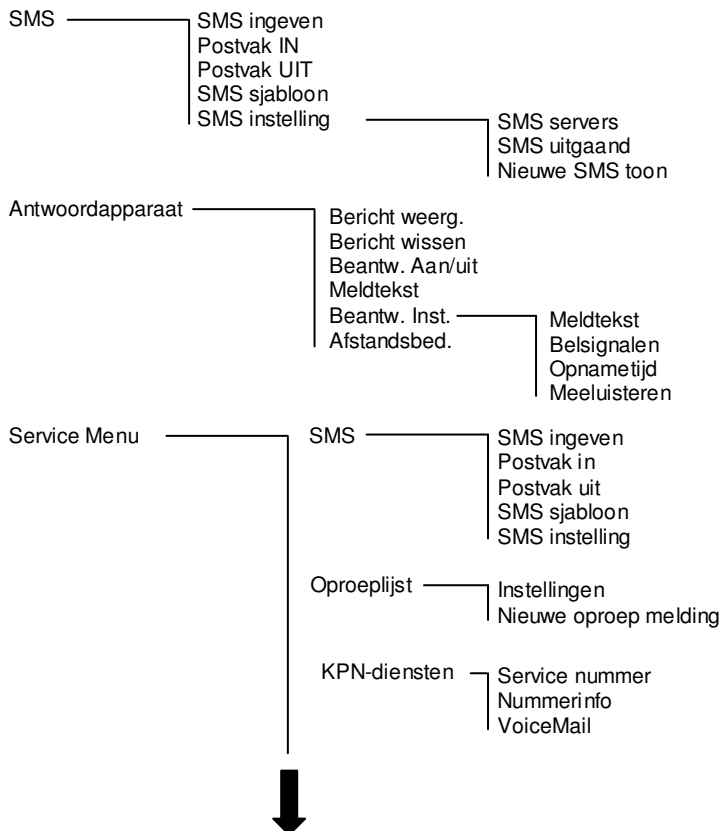 SMS
SMS ingeven
Postvak IN
Postvak UIT
SMS sjabloon
SMS instelling
SMS servers
SMS uitgaand
Nieuwe SMS toon
Antwoordapparaat
Bericht weerg.
Bericht wissen
Beantw. Aan/uit
Meldtekst
Beantw. Inst.
Afstandsbed.
Meldtekst
Belsignalen
Opnametijd
Meeluisteren
Service Menu
SMS
SMS ingeven
Postvak in
Postvak uit
SMS sjabloon
SMS instelling
Oproeplijst
Instellingen
Nieuwe oproep melding
KPN-diensten
Service nummer
Nummerinfo
VoiceMail